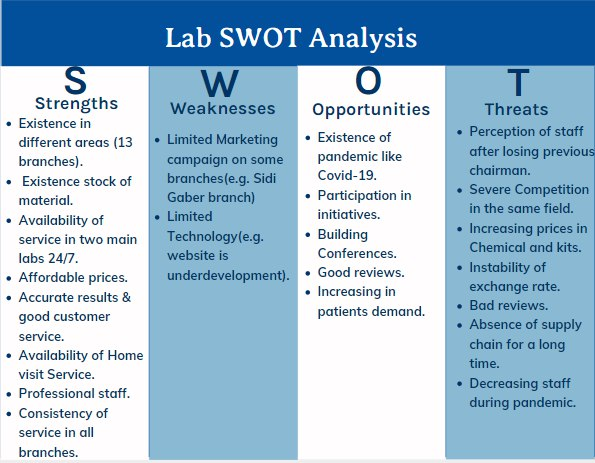 Lab SWOT Analysis
S
Strengths
• Existence in
different areas (13
branches).
• Existence stock of
material.
• Availability of
service in two main
labs 24/7.
• Affordable prices.
• Accurate results &
good customer
service.
• Availability of Home
visit Service.
• Professional staff.
• Consistency of
service in all
branches.
W
Weaknesses
• Limited Marketing
campaign on some
branches(e.g. Sidi
Gaber branch)
• Limited
Technology(e.g.
website is
underdevelopment).
O
Opportunities
• Existence of
pandemic like
Covid-19.
• Participation in
initiatives.
• Building
Conferences.
• Good reviews.
• Increasing in
patients demand.
T
Threats
• Perception of staff
after losing previous
chairman.
• Severe Competition
in the same field.
• Increasing prices in
Chemical and kits.
• Instability of
exchange rate.
• Bad reviews.
• Absence of supply
chain for a long
time.
• Decreasing staff
during pandemic.